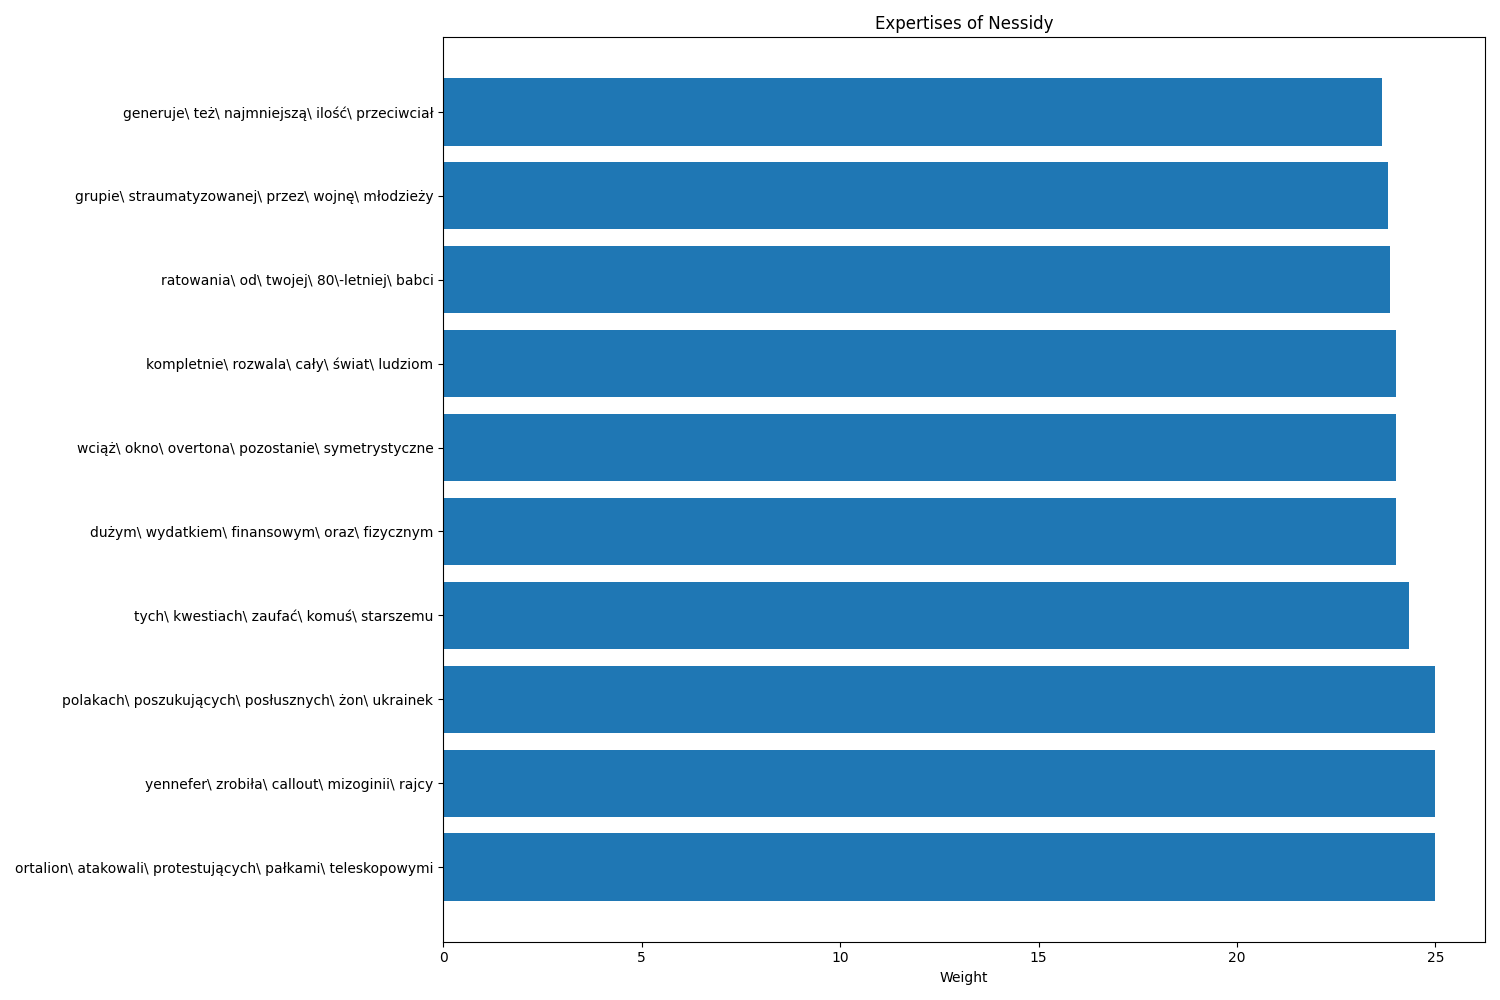 Expertises of Nessidy
generuje\ też\ najmniejszą\ ilość\ przeciwciał
grupie\ straumatyzowanej\ przez\ wojnę\ młodzieży
ratowania\ od\ twojej\ 80\-letniej\ babci
kompletnie\ rozwala\ cały\ świat\ ludziom
wciąż\ okno\ overtona\ pozostanie\ symetrystyczne
dużym\ wydatkiem\ finansowym\ oraz\ fizycznym
tych\ kwestiach\ zaufać\ komuś\ starszemu
polakach\ poszukujących\ posłusznych\ żon\ ukrainek
yennefer\ zrobiła\ callout\ mizoginii\ rajcy
ortalion\ atakowali\ protestujących\ pałkami\ teleskopowymi
0 5 10 15 20 25
Weight